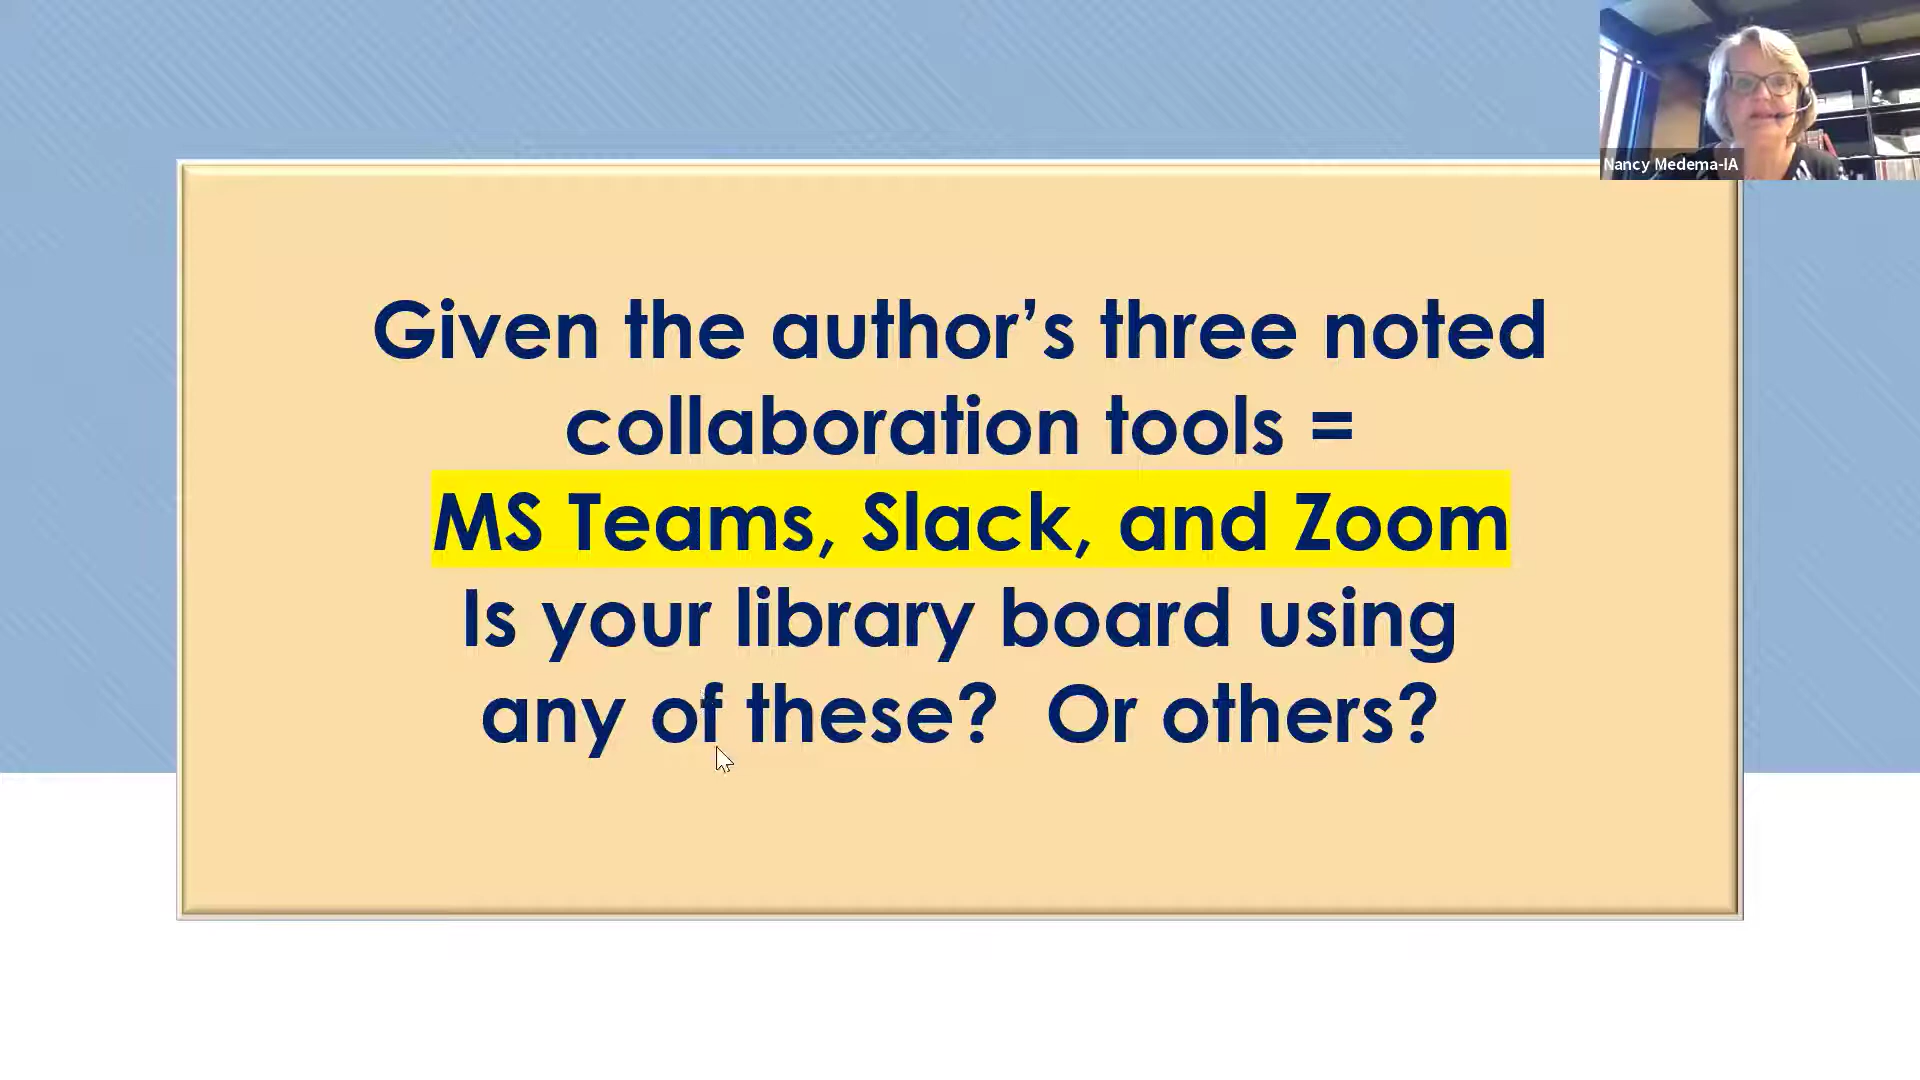 Nancy Medema-IA
Given the author’s three noted
collaboration tools =
MS Teams, Slack, and Zoom
Is your library board using
any of these?  Or others?